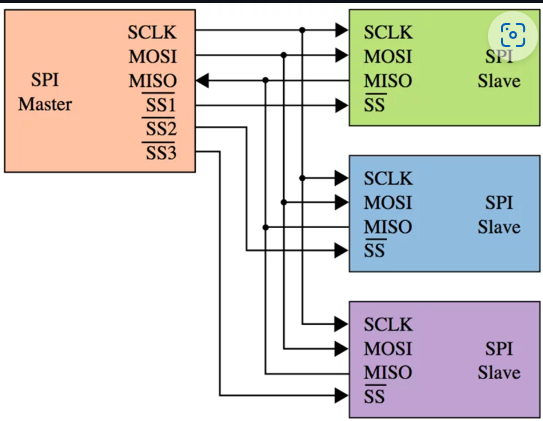 SPI
Master
SCLK
MOSI
MISO
SS1
SS2
SS3
SCLK
MOSI
MISO
SS
SPI
Slave
SCLK
MOSI
MISO
SS
SPI
Slave
SCLK
MOSI
MISO
SS
SPI
Slave